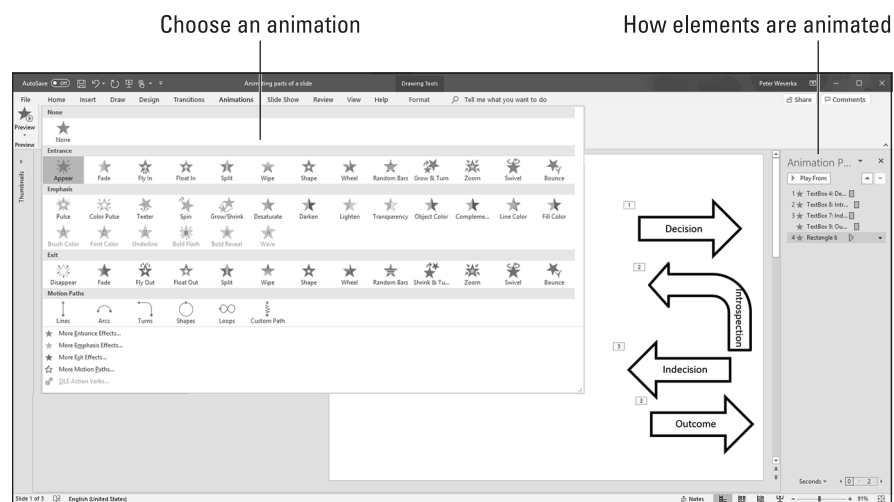 Choose an animation
How elements are animated
AutoSave Off
Animating parts of a slide
Drawing Tools
Peter Weverka
File Home Insert Draw Design Transitions Animations Slide Show Review View Help Format Tell me what you want to do
Share Comments
Preview
Preview
Thumbnails
None
None
Entrance
Appear Fade Fly In Float In Split Wipe Shape Wheel Random Bars Grow & Turn Zoom Swivel Bounce
Emphasis
Pulse Color Pulse Teeter Spin Grow/Shrink Desaturate Darken Lighten Transparency Object Color Compleme... Line Color Fill Color
Brush Color Font Color Underline Bold Flash Bold Reveal Wave
Exit
Disappear Fade Fly Out Float Out Split Wipe Shape Wheel Random Bars Shrink & Tu... Zoom Swivel Bounce
Motion Paths
Lines Arcs Turns Shapes Loops Custom Path
More Entrance Effects...
More Emphasis Effects...
More Exit Effects...
More Motion Paths...
OLE Action Verbs...
1
Decision
2
Introspection
3
Indecision
3
Outcome
Animation P...
Play From
1 TextBox 4: De...
2 TextBox 8: Intr...
3 TextBox 7: Ind...
TextBox 9: Ou...
4 Rectangle 6
Seconds 0 2
Slide 1 of 3 English (United States)
Notes 91%